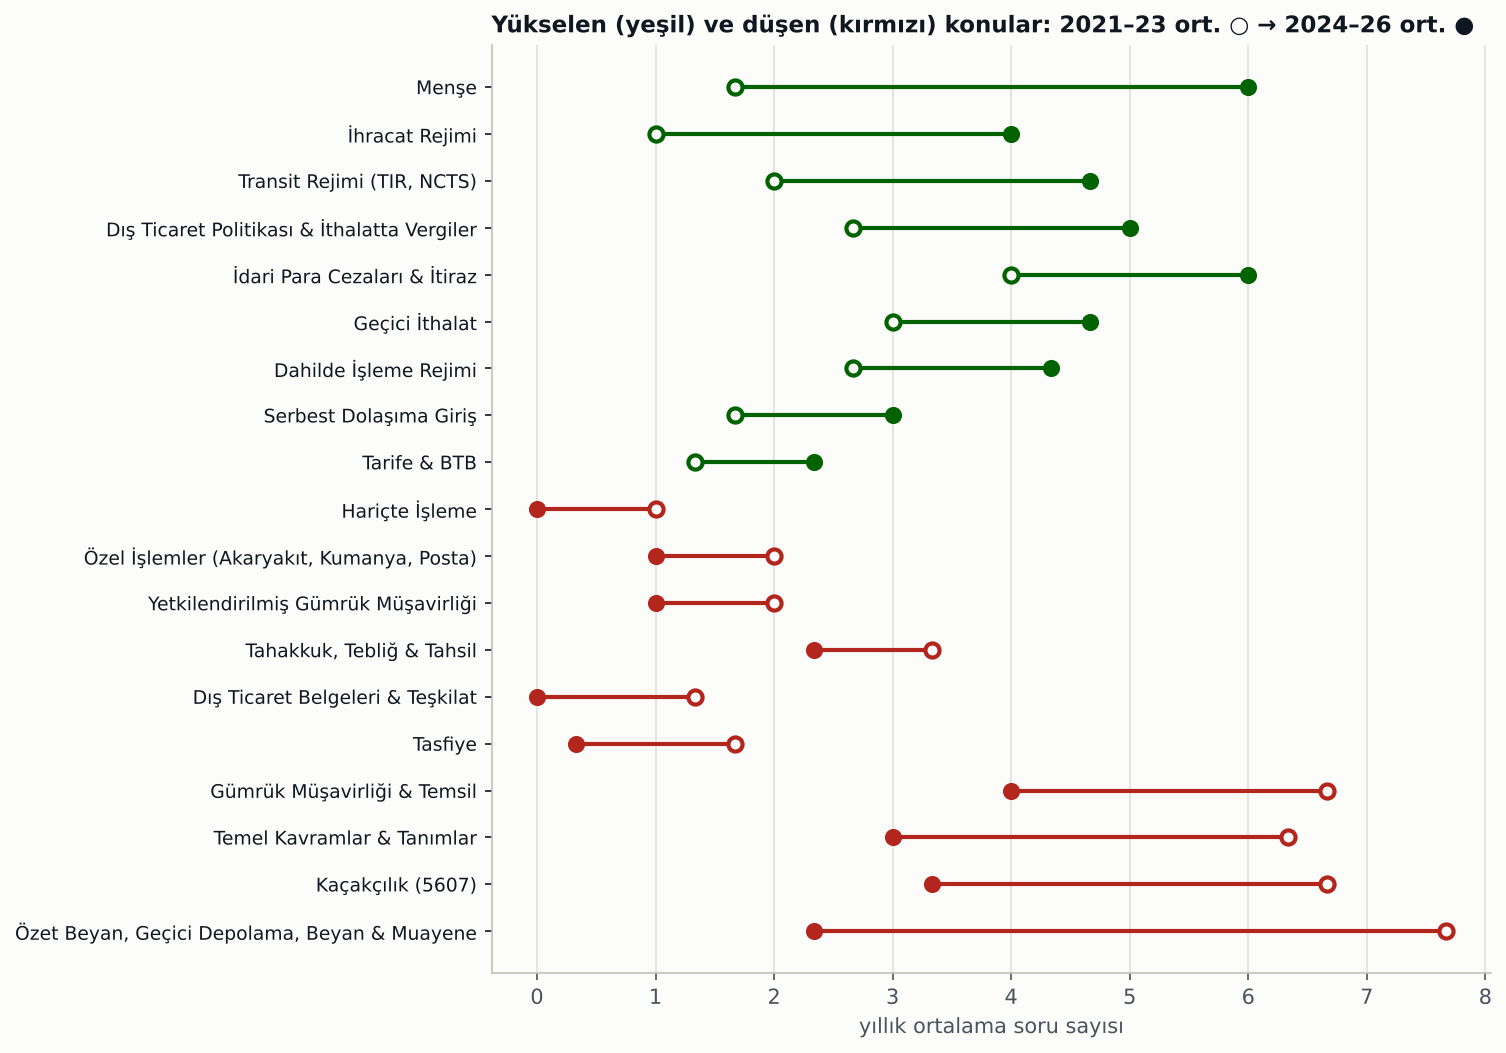 Yükselen (yeşil) ve düşen (kırmızı) konular: 2021–23 ort. ○ → 2024–26 ort. ●
Menşe
İhracat Rejimi
Transit Rejimi (TIR, NCTS)
Dış Ticaret Politikası & İthalatta Vergiler
İdari Para Cezaları & İtiraz
Geçici İthalat
Dahilde İşleme Rejimi
Serbest Dolaşıma Giriş
Tarife & BTB
Hariçte İşleme
Özel İşlemler (Akaryakıt, Kumanya, Posta)
Yetkilendirilmiş Gümrük Müşavirliği
Tahakkuk, Tebliğ & Tahsil
Dış Ticaret Belgeleri & Teşkilat
Tasfiye
Gümrük Müşavirliği & Temsil
Temel Kavramlar & Tanımlar
Kaçakçılık (5607)
Özet Beyan, Geçici Depolama, Beyan & Muayene
0 1 2 3 4 5 6 7 8
yıllık ortalama soru sayısı